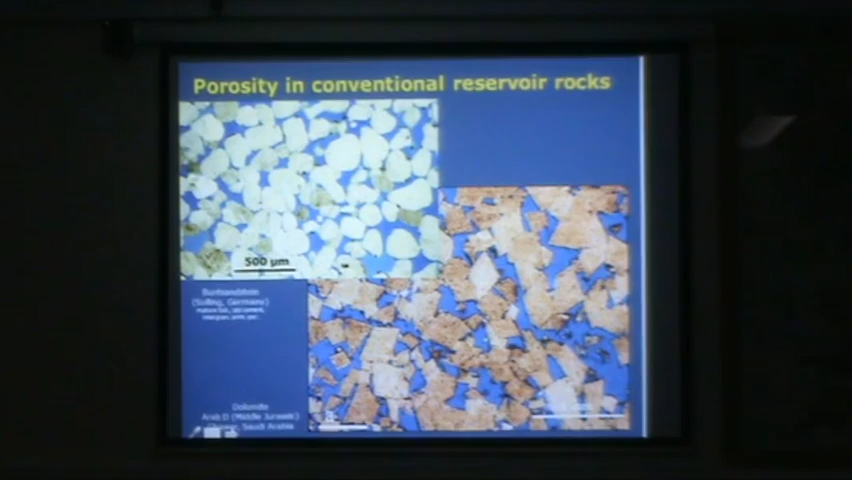 Porosity in conventional reservoir rocks
500 µm
Buntsandstein
(Solling, Germany)
Dolomite
Arab D (Middle Jurassic)
Saudi Arabia